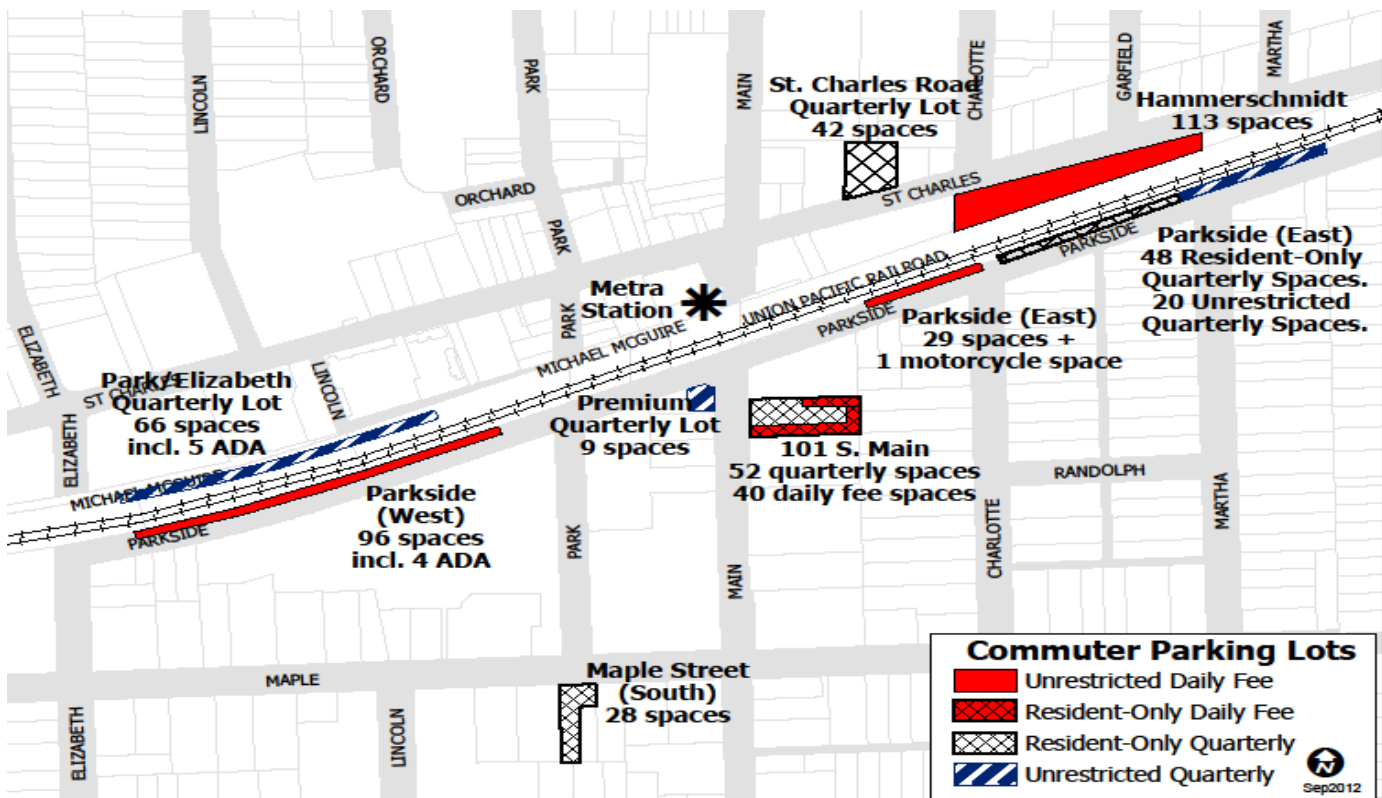 LINCOLN
ORCHARD
PARK
MAIN
CHARLOTTE
GARFIELD
MARTHA
St. Charles Road
Quarterly Lot
42 spaces
Hammerschmidt
113 spaces
ORCHARD
ST CHARLES
PARK
PARKSIDE
Parkside (East)
48 Resident-Only
Quarterly Spaces.
20 Unrestricted
Quarterly Spaces.
Metra
Station
UNION PACIFIC RAILROAD
PARK
MICHAEL MCGUIRE
PARKSIDE
Parkside (East)
29 spaces +
1 motorcycle space
ELIZABETH
ST CHARLES
LINCOLN
Park/Elizabeth
Quarterly Lot
66 spaces
incl. 5 ADA
ELIZABETH
MICHAEL MCGUIRE
PARKSIDE
Premium
Quarterly Lot
9 spaces
101 S. Main
52 quarterly spaces
40 daily fee spaces
RANDOLPH
MARTHA
Parkside
(West)
96 spaces
incl. 4 ADA
PARK
MAIN
CHARLOTTE
MAPLE
Maple Street
(South)
28 spaces
ELIZABETH
LINCOLN
Commuter Parking Lots
Unrestricted Daily Fee
Resident-Only Daily Fee
Resident-Only Quarterly
Unrestricted Quarterly
N
Sep2012